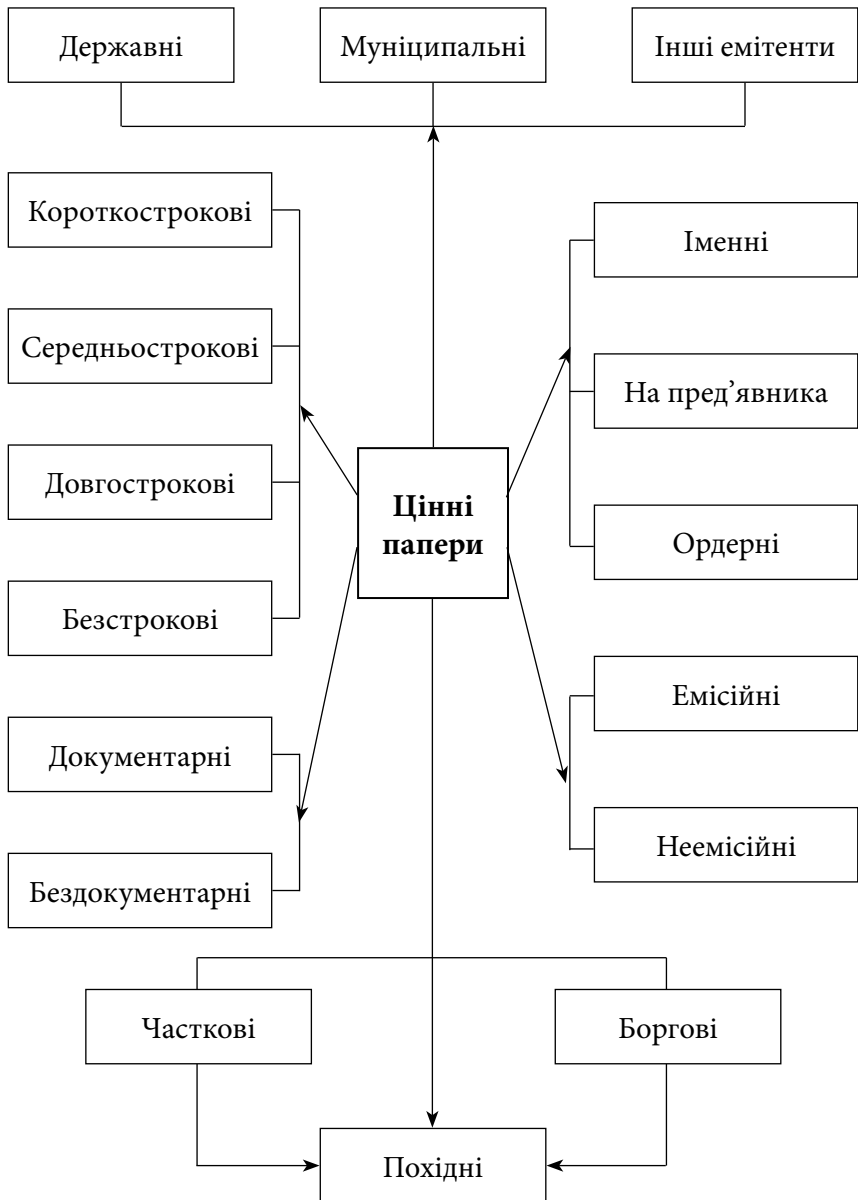 Державні
Муніципальні
Інші емітенти
Короткострокові
Іменні
Середньострокові
На пред’явника
Довгострокові
Цінні
папери
Ордерні
Безстрокові
Емісійні
Документарні
Неемісійні
Бездокументарні
Часткові
Боргові
Похідні